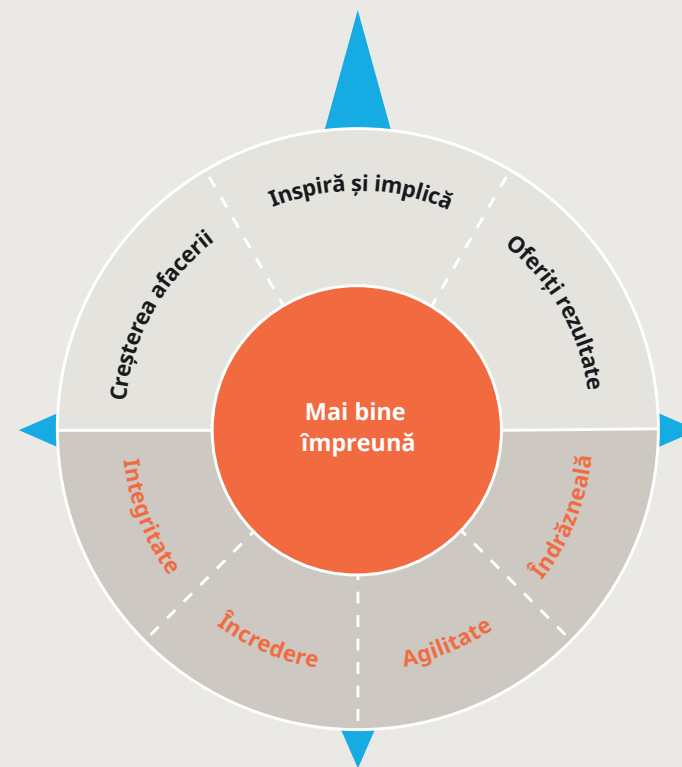 Inspiră și implică
Creșterea afacerii
Oferiți rezultate
Mai bine
împreună
Integritate
Îndrăzneală
Încredere
Agilitate